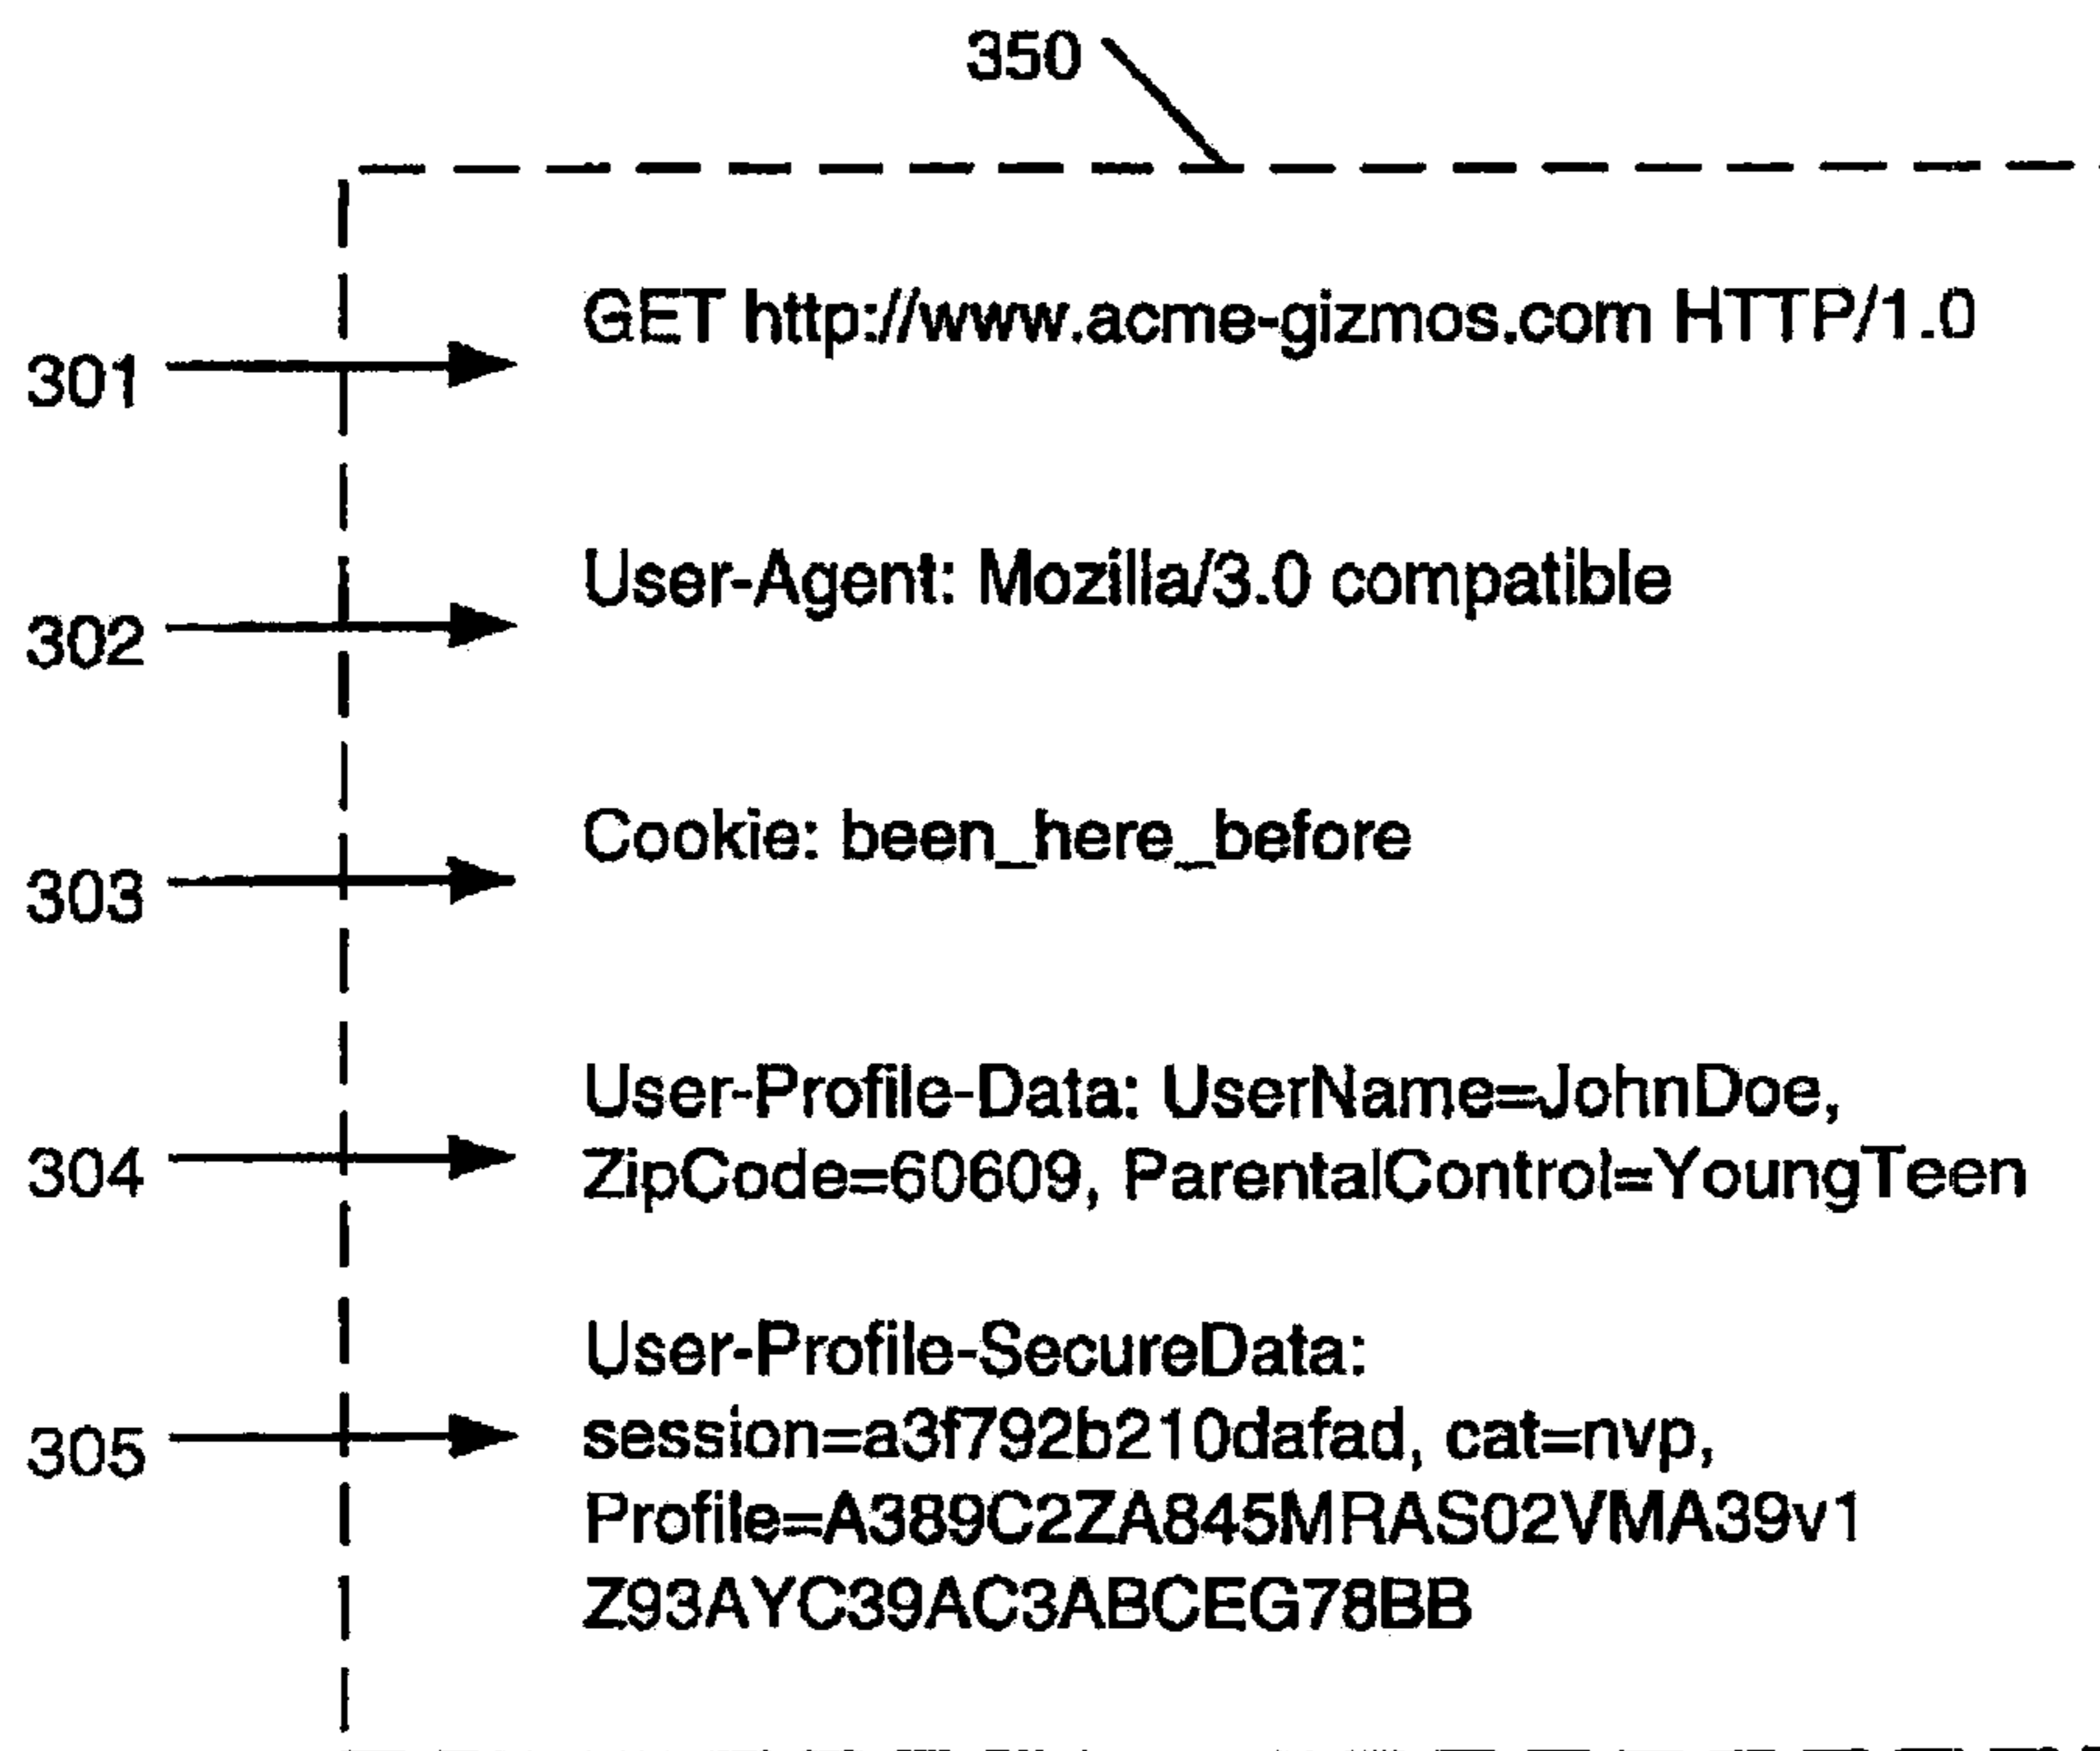 350
301
GET http://www.acme-gizmos.com HTTP/1.0
302
User-Agent: Mozilla/3.0 compatible
303
Cookie: been_here_before
304
User-Profile-Data: UserName=JohnDoe,
ZipCode=60609, ParentalControl=YoungTeen
305
User-Profile-SecureData:
session=a3f792b210dafad, cat=nvp,
Profile=A389C2ZA845MRAS02VMA39v1
Z93AYC39AC3ABCEG78BB